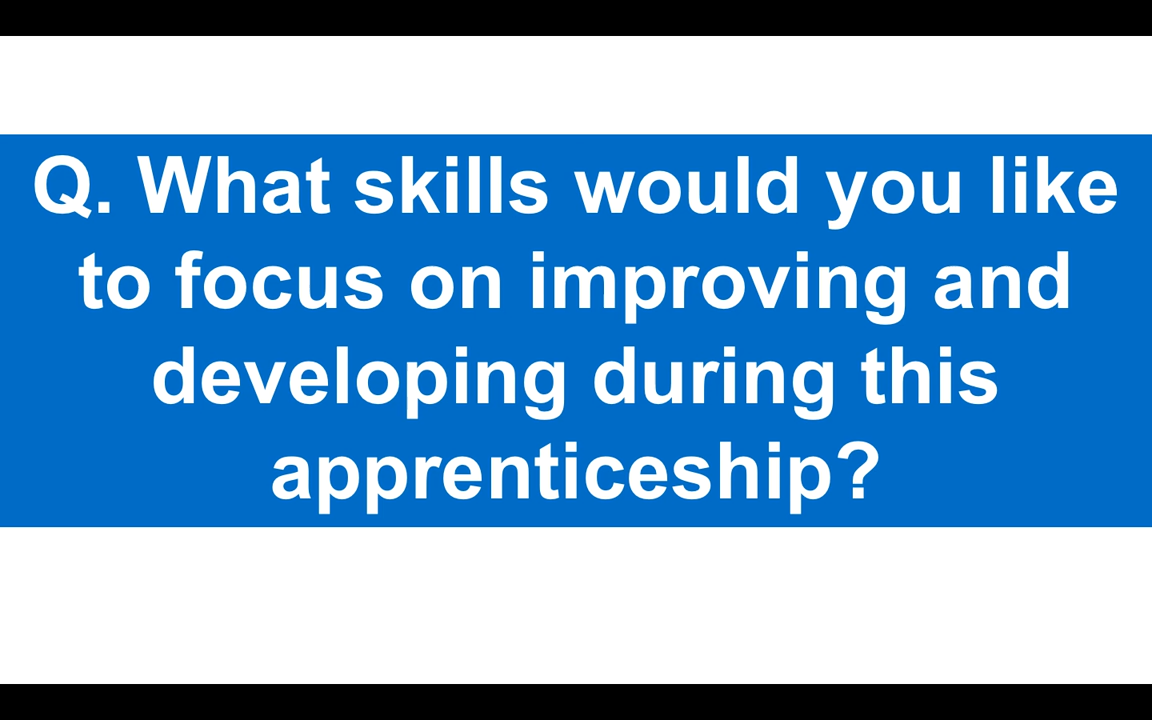 Q. What skills would you like
to focus on improving and
developing during this
apprenticeship?